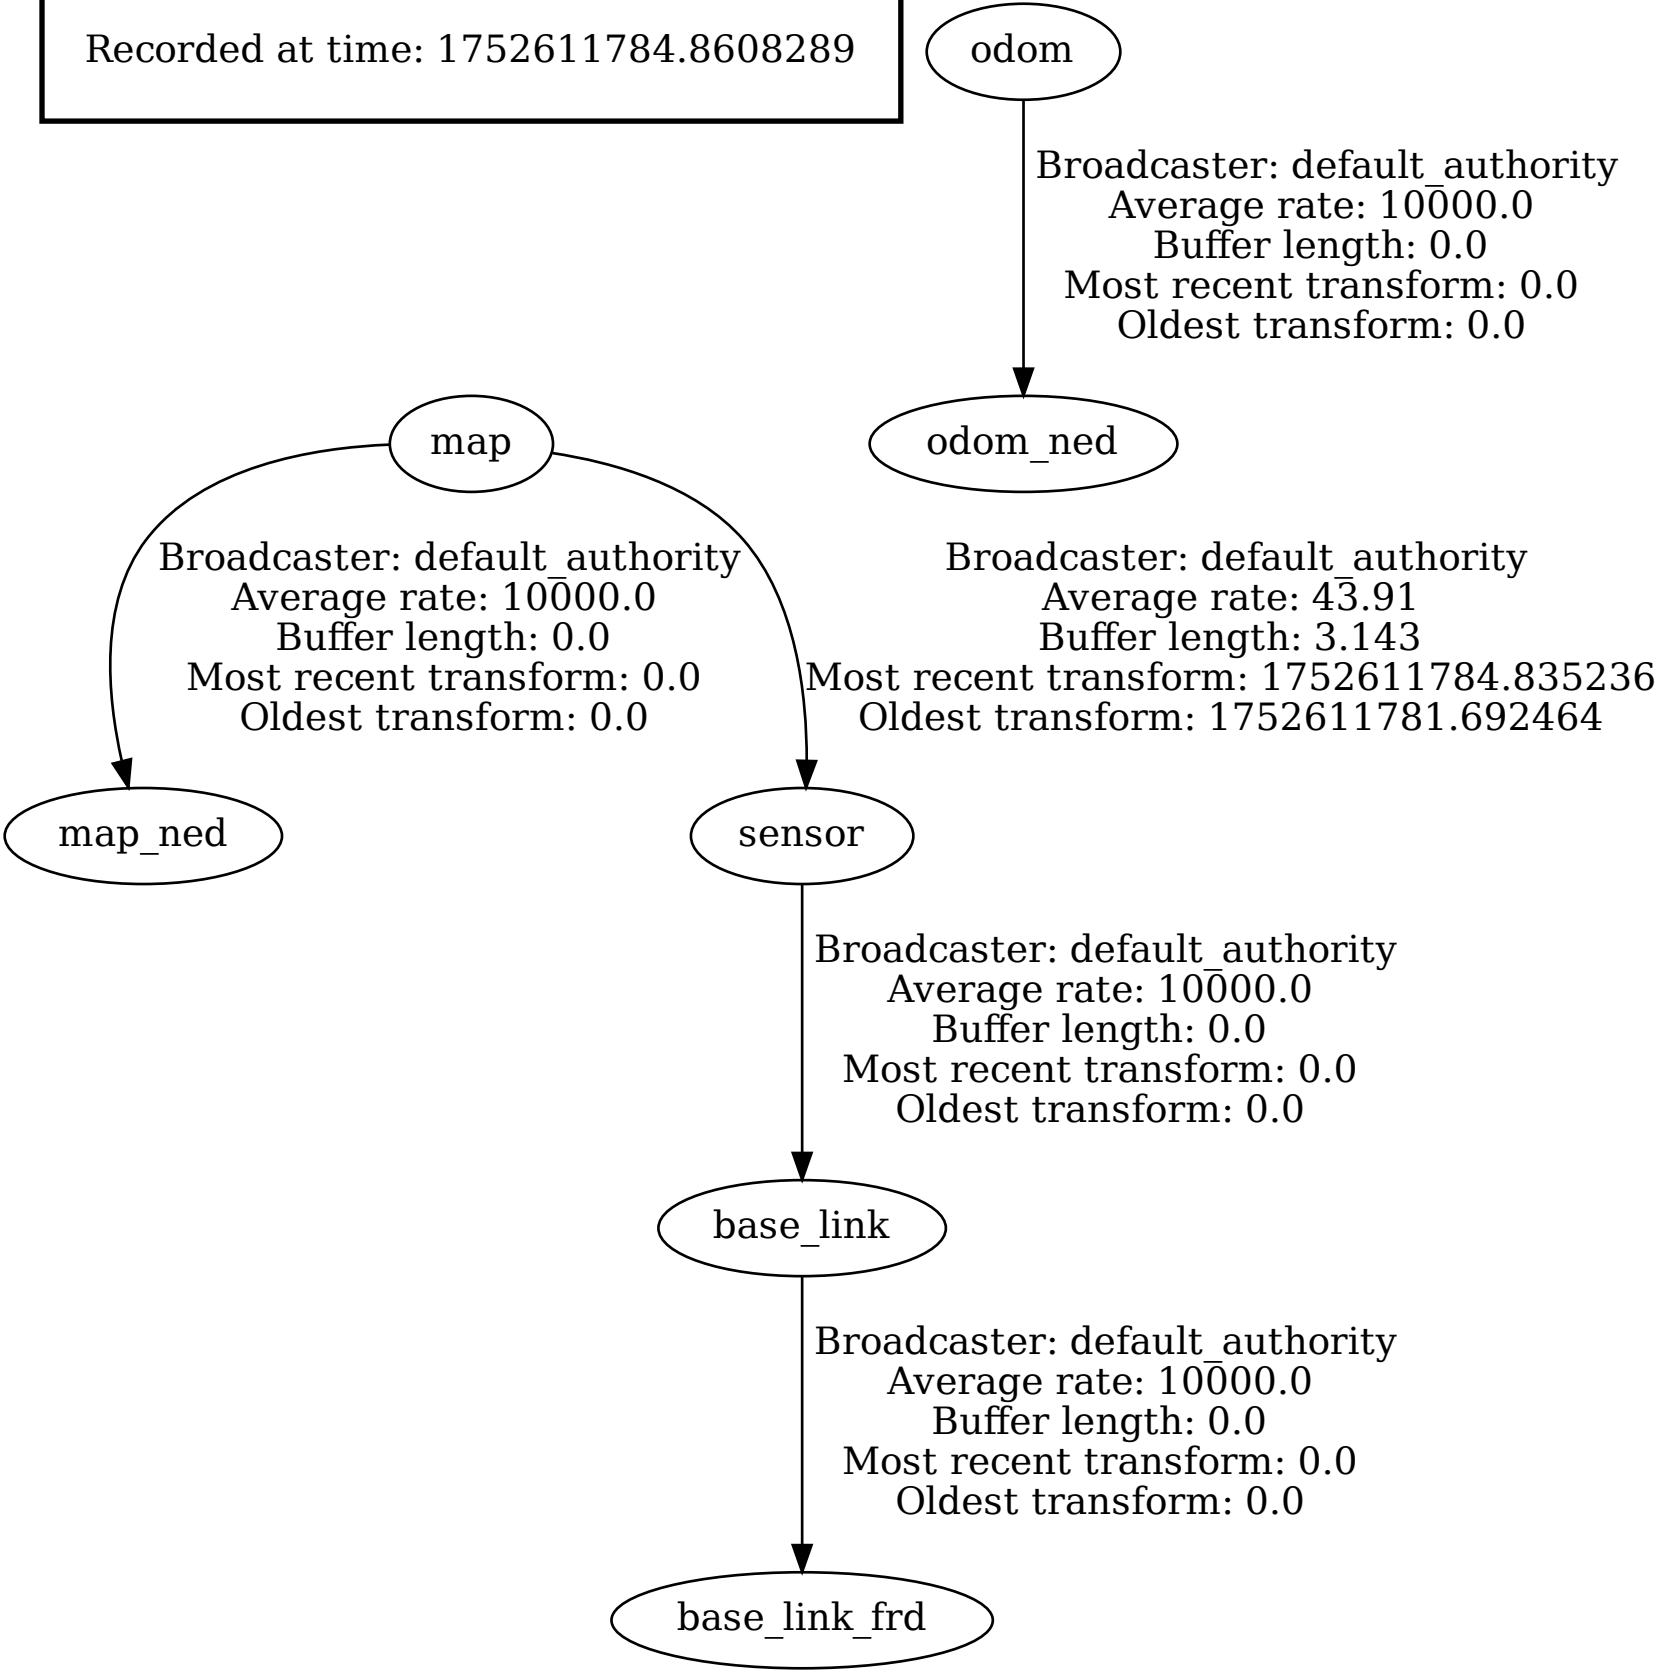 Recorded at time: 1752611784.8608289
odom
Broadcaster: default_authority
Average rate: 10000.0
Buffer length: 0.0
Most recent transform: 0.0
Oldest transform: 0.0
map
odom_ned
Broadcaster: default_authority
Average rate: 10000.0
Buffer length: 0.0
Most recent transform: 0.0
Oldest transform: 0.0
Broadcaster: default_authority
Average rate: 43.91
Buffer length: 3.143
Most recent transform: 1752611784.835236
Oldest transform: 1752611781.692464
map_ned
sensor
Broadcaster: default_authority
Average rate: 10000.0
Buffer length: 0.0
Most recent transform: 0.0
Oldest transform: 0.0
base_link
Broadcaster: default_authority
Average rate: 10000.0
Buffer length: 0.0
Most recent transform: 0.0
Oldest transform: 0.0
base_link_frd